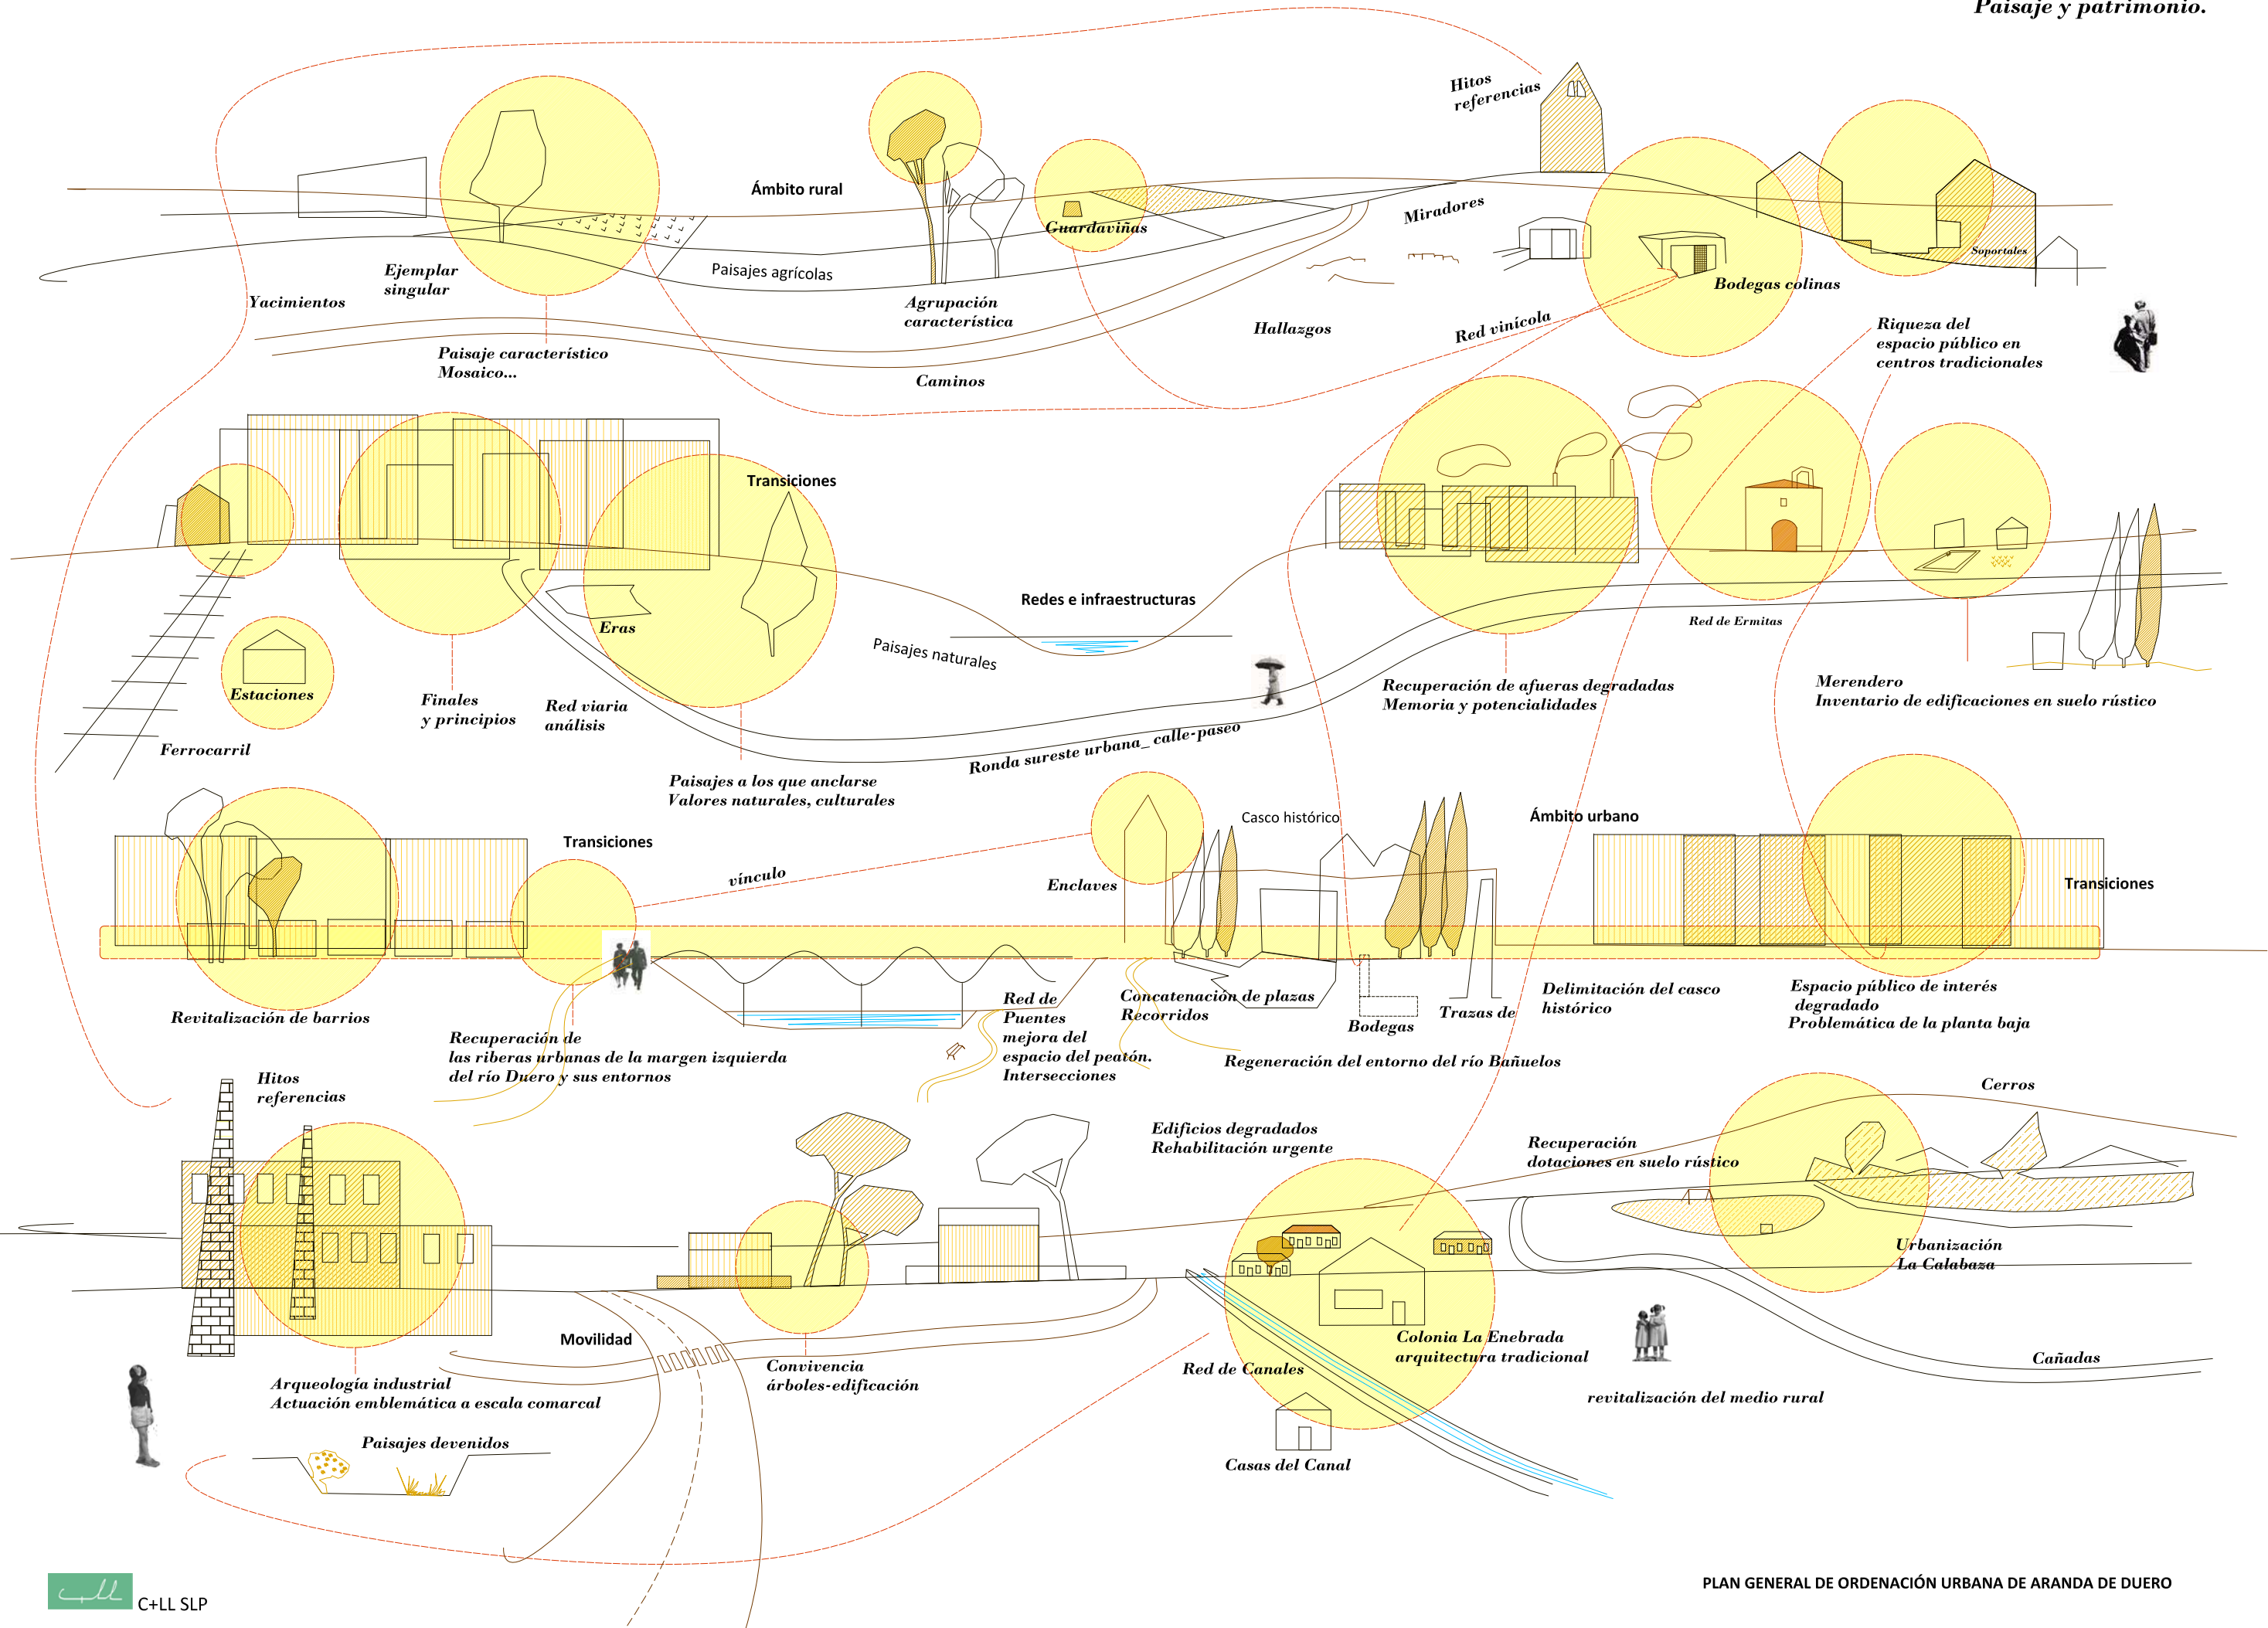 Paisaje y patrimonio.
Hitos
referencias
Ámbito rural
Guardaviñas
Miradores
Soportales
Paisajes agrícolas
Ejemplar
singular
Yacimientos
Agrupación
característica
Bodegas colinas
Hallazgos
Red vinícola
Riqueza del
espacio público en
centros tradicionales
Paisaje característico
Mosaico...
Caminos
Transiciones
Redes e infraestructuras
Eras
Paisajes naturales
Red de Ermitas
Estaciones
Finales
y principios
Red viaria
análisis
Recuperación de afueras degradadas
Memoria y potencialidades
Merendero
Inventario de edificaciones en suelo rústico
Ferrocarril
Ronda sureste urbana_ calle-paseo
Paisajes a los que anclarse
Valores naturales, culturales
Transiciones
Casco histórico
Ámbito urbano
vínculo
Enclaves
Transiciones
Revitalización de barrios
Recuperación de
las riberas urbanas de la margen izquierda
del río Duero y sus entornos
Red de
Puentes
mejora del
espacio del peatón.
Intersecciones
Concatenación de plazas
Recorridos
Bodegas
Trazas de
Delimitación del casco
histórico
Espacio público de interés
degradado
Problemática de la planta baja
Regeneración del entorno del río Bañuelos
Hitos
referencias
Cerros
Edificios degradados
Rehabilitación urgente
Recuperación
dotaciones en suelo rústico
Urbanización
La Calabaza
Movilidad
Convivencia
árboles-edificación
Colonia La Enebrada
arquitectura tradicional
Red de Canales
Cañadas
Arqueología industrial
Actuación emblemática a escala comarcal
revitalización del medio rural
Paisajes devenidos
Casas del Canal
PLAN GENERAL DE ORDENACIÓN URBANA DE ARANDA DE DUERO
c+ll
C+LL SLP